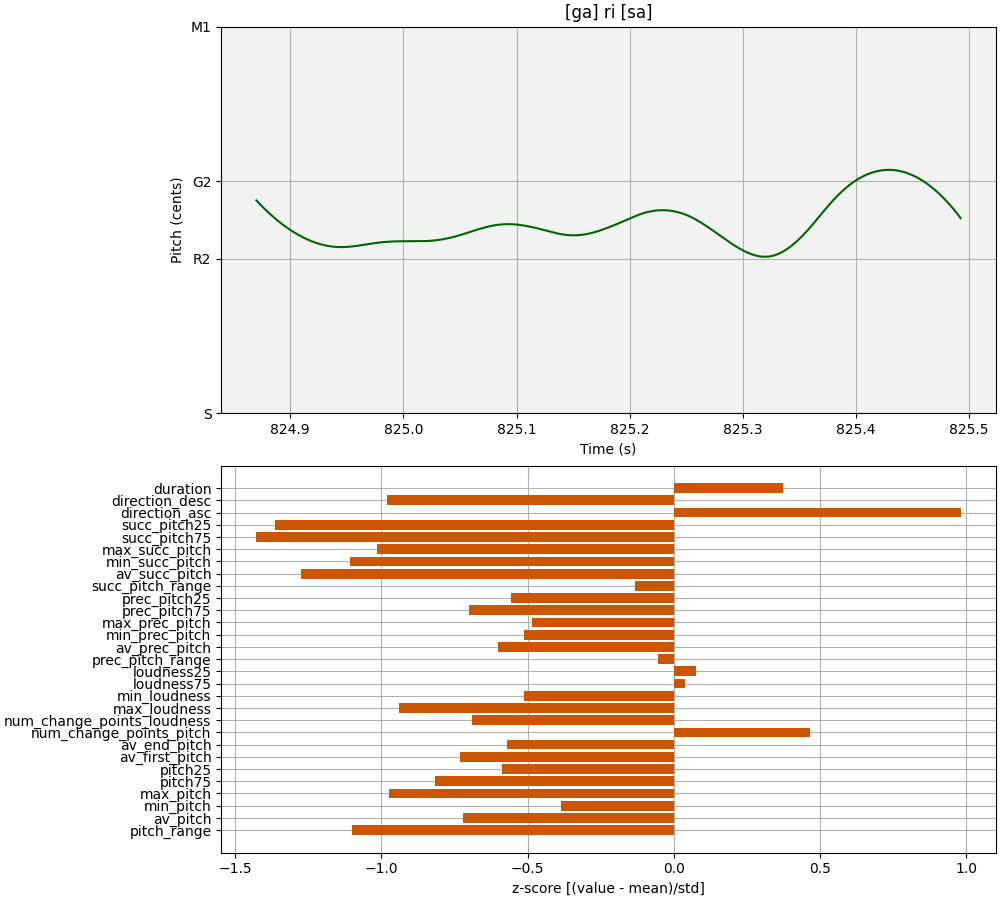 [ga] ri [sa]
M1
G2
R2
S
Pitch (cents)
824.9 825.0 825.1 825.2 825.3 825.4 825.5
Time (s)
duration
direction_desc
direction_asc
succ_pitch25
succ_pitch75
max_succ_pitch
min_succ_pitch
av_succ_pitch
succ_pitch_range
prec_pitch25
prec_pitch75
max_prec_pitch
min_prec_pitch
av_prec_pitch
prec_pitch_range
loudness25
loudness75
min_loudness
max_loudness
num_change_points_loudness
num_change_points_pitch
av_end_pitch
av_first_pitch
pitch25
pitch75
max_pitch
min_pitch
av_pitch
pitch_range
−1.5 −1.0 −0.5 0.0 0.5 1.0
z-score [(value - mean)/std]